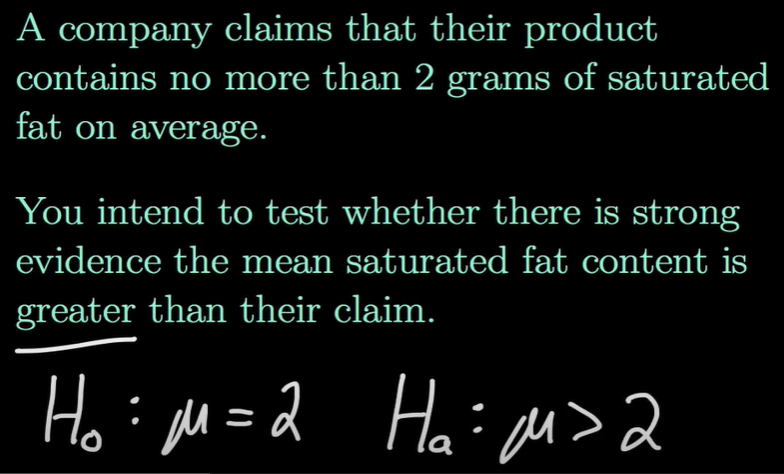 A company claims that their product
contains no more than 2 grams of saturated
fat on average.
You intend to test whether there is strong
evidence the mean saturated fat content is
greater than their claim.
H₀ : μ = 2 Hₐ : μ > 2